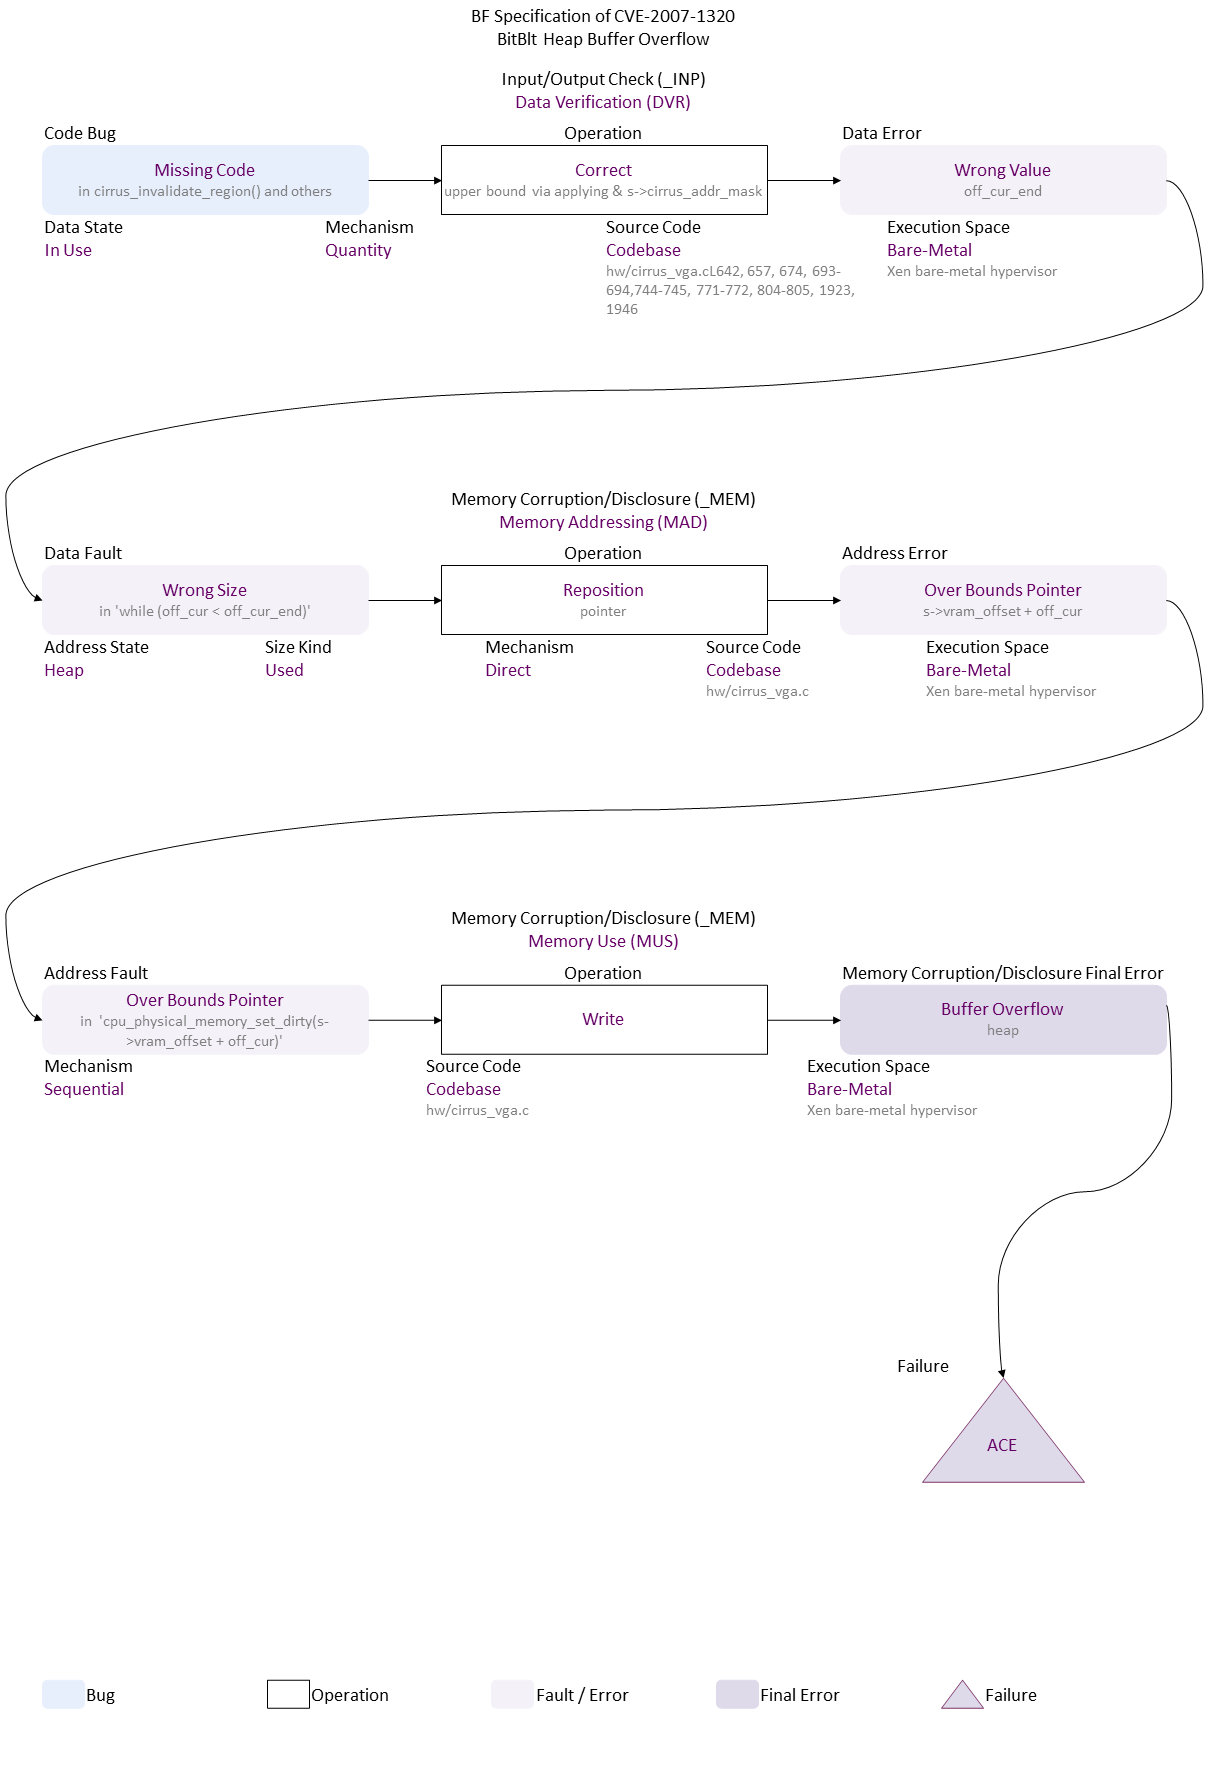 BF Specification of CVE-2007-1320
BitBlt Heap Buffer Overflow
Input/Output Check (_INP)
Data Verification (DVR)
Code Bug
Operation
Data Error
Missing Code
in cirrus_invalidate_region() and others
Correct
upper bound via applying & s->cirrus_addr_mask
Wrong Value
off_cur_end
Data State
In Use
Mechanism
Quantity
Source Code
Codebase
hw/cirrus_vga.cL642, 657, 674, 693-
694,744-745, 771-772, 804-805, 1923,
1946
Execution Space
Bare-Metal
Xen bare-metal hypervisor
Memory Corruption/Disclosure (_MEM)
Memory Addressing (MAD)
Data Fault
Operation
Address Error
Wrong Size
in 'while (off_cur < off_cur_end)'
Reposition
pointer
Over Bounds Pointer
s->vram_offset + off_cur
Address State
Heap
Size Kind
Used
Mechanism
Direct
Source Code
Codebase
hw/cirrus_vga.c
Execution Space
Bare-Metal
Xen bare-metal hypervisor
Memory Corruption/Disclosure (_MEM)
Memory Use (MUS)
Address Fault
Operation
Memory Corruption/Disclosure Final Error
Over Bounds Pointer
in 'cpu_physical_memory_set_dirty(s-
>vram_offset + off_cur)'
Write
Buffer Overflow
heap
Mechanism
Sequential
Source Code
Codebase
hw/cirrus_vga.c
Execution Space
Bare-Metal
Xen bare-metal hypervisor
Failure
ACE
Bug
Operation
Fault / Error
Final Error
Failure